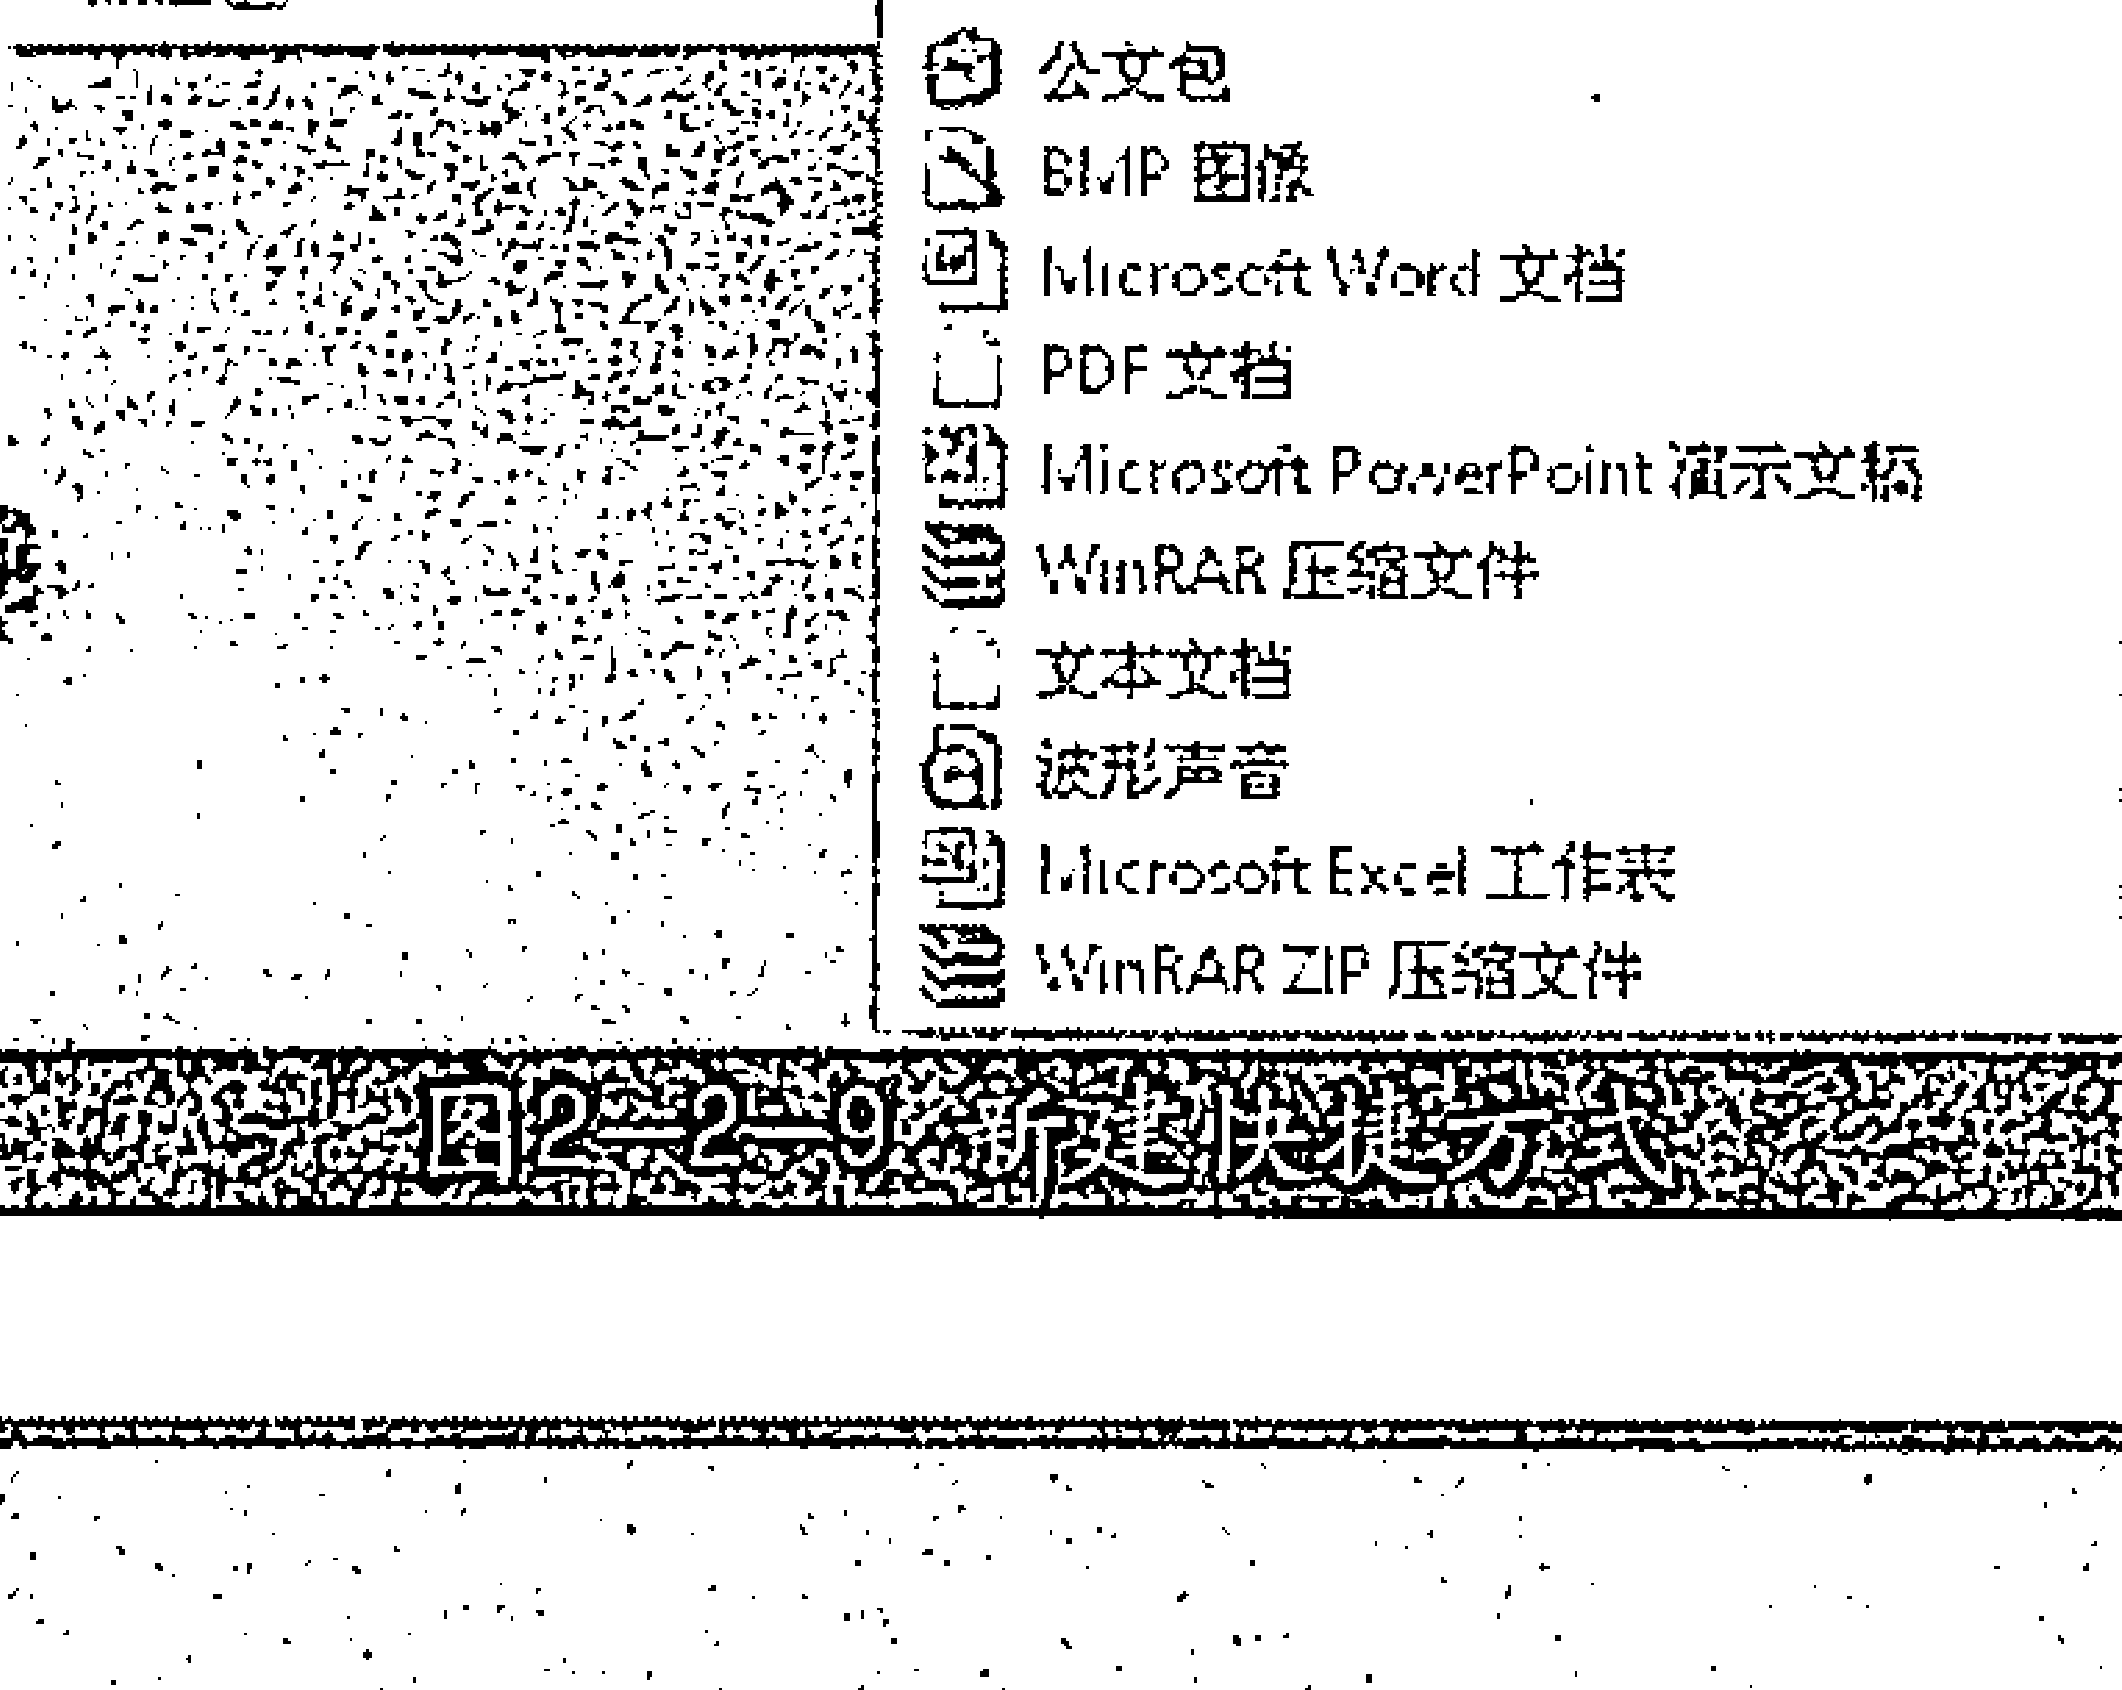 公文包
BMP 图像
Microsoft Word 文档
PDF 文档
Microsoft PowerPoint 演示文稿
WinRAR 压缩文件
文本文档
波形声音
Microsoft Excel 工作表
WinRAR ZIP 压缩文件
图2—2—9 新建快捷方式